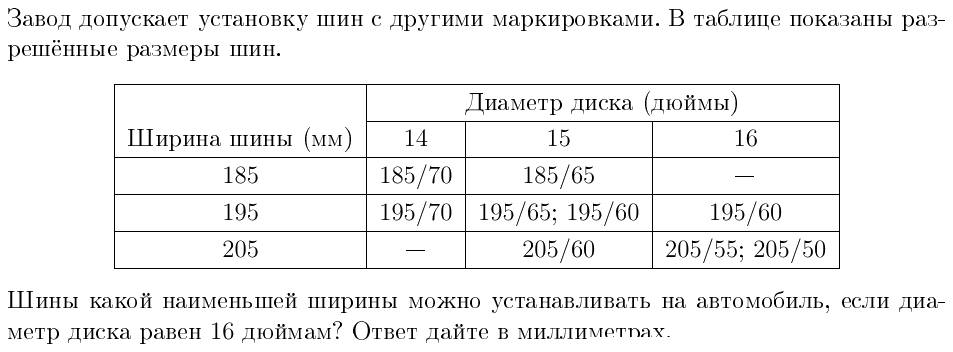 Завод допускает установку шин с другими маркировками. В таблице показаны раз-
решённые размеры шин.
Диаметр диска (дюймы)
Ширина шины (мм) 14 15 16
185 185/70 185/65 —
195 195/70 195/65; 195/60 195/60
205 — 205/60 205/55; 205/50
Шины какой наименьшей ширины можно устанавливать на автомобиль, если диа-
метр диска равен 16 дюймам? Ответ дайте в миллиметрах.